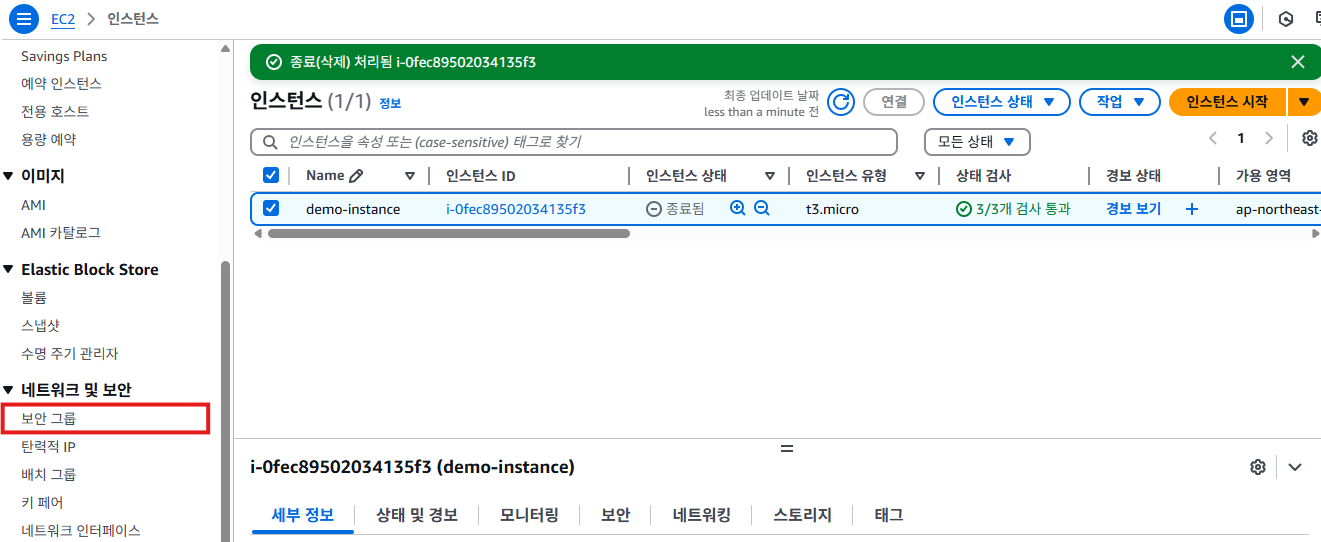 EC2 > 인스턴스
Savings Plans
예약 인스턴스
전용 호스트
용량 예약
이미지
AMI
AMI 카탈로그
Elastic Block Store
볼륨
스냅샷
수명 주기 관리자
네트워크 및 보안
보안 그룹
탄력적 IP
배치 그룹
키 페어
네트워크 인터페이스
종료(삭제) 처리됨 i-0fec89502034135f3
인스턴스 (1/1) 정보
최종 업데이트 날짜
less than a minute 전
연결
인스턴스 상태
작업
인스턴스 시작
인스턴스을 속성 또는 (case-sensitive) 태그로 찾기
모든 상태
1
Name 인스턴스 ID 인스턴스 상태 인스턴스 유형 상태 검사 경보 상태 가용 영역
demo-instance i-0fec89502034135f3 종료됨 t3.micro 3/3개 검사 통과 경보 보기 + ap-northeast-
i-0fec89502034135f3 (demo-instance)
세부 정보 상태 및 경보 모니터링 보안 네트워킹 스토리지 태그